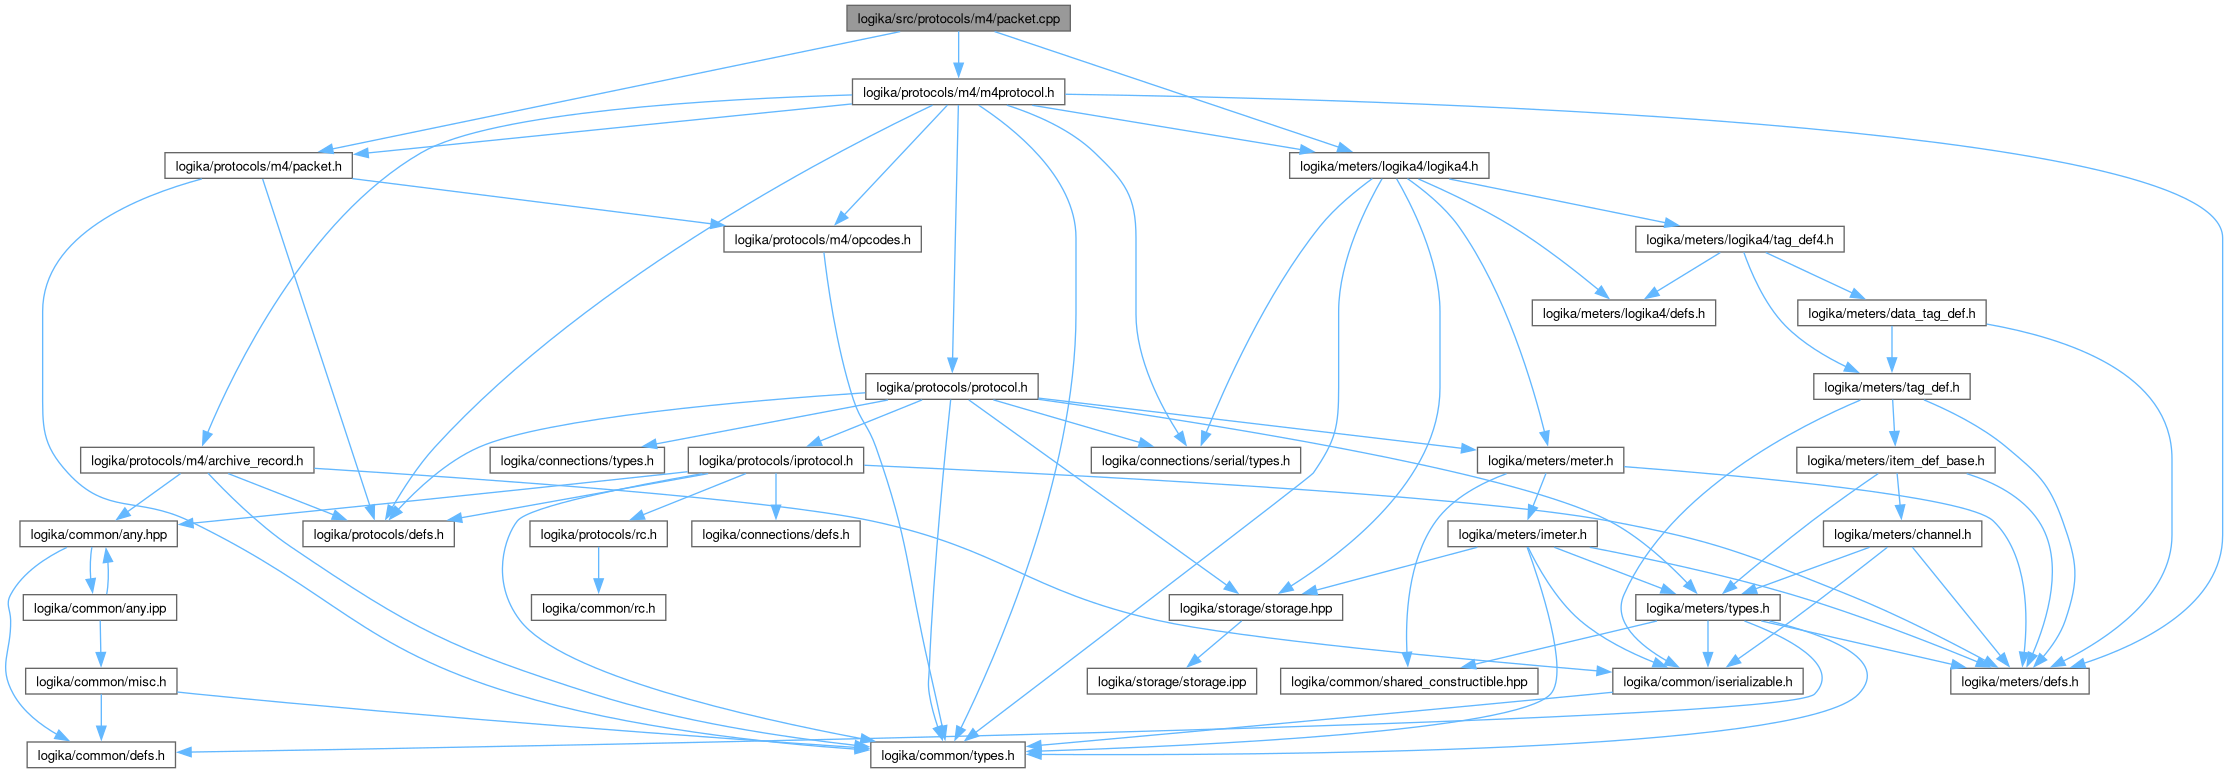 logika/src/protocols/m4/packet.cpp
logika/protocols/m4/m4protocol.h
logika/protocols/m4/packet.h
logika/meters/logika4/logika4.h
logika/protocols/m4/opcodes.h
logika/meters/logika4/tag_def4.h
logika/meters/logika4/defs.h
logika/meters/data_tag_def.h
logika/protocols/protocol.h
logika/meters/tag_def.h
logika/protocols/m4/archive_record.h
logika/connections/types.h
logika/protocols/iprotocol.h
logika/connections/serial/types.h
logika/meters/meter.h
logika/meters/item_def_base.h
logika/common/any.hpp
logika/protocols/defs.h
logika/protocols/rc.h
logika/connections/defs.h
logika/meters/imeter.h
logika/meters/channel.h
logika/common/any.ipp
logika/common/rc.h
logika/storage/storage.hpp
logika/meters/types.h
logika/common/misc.h
logika/storage/storage.ipp
logika/common/shared_constructible.hpp
logika/common/iserializable.h
logika/meters/defs.h
logika/common/defs.h
logika/common/types.h